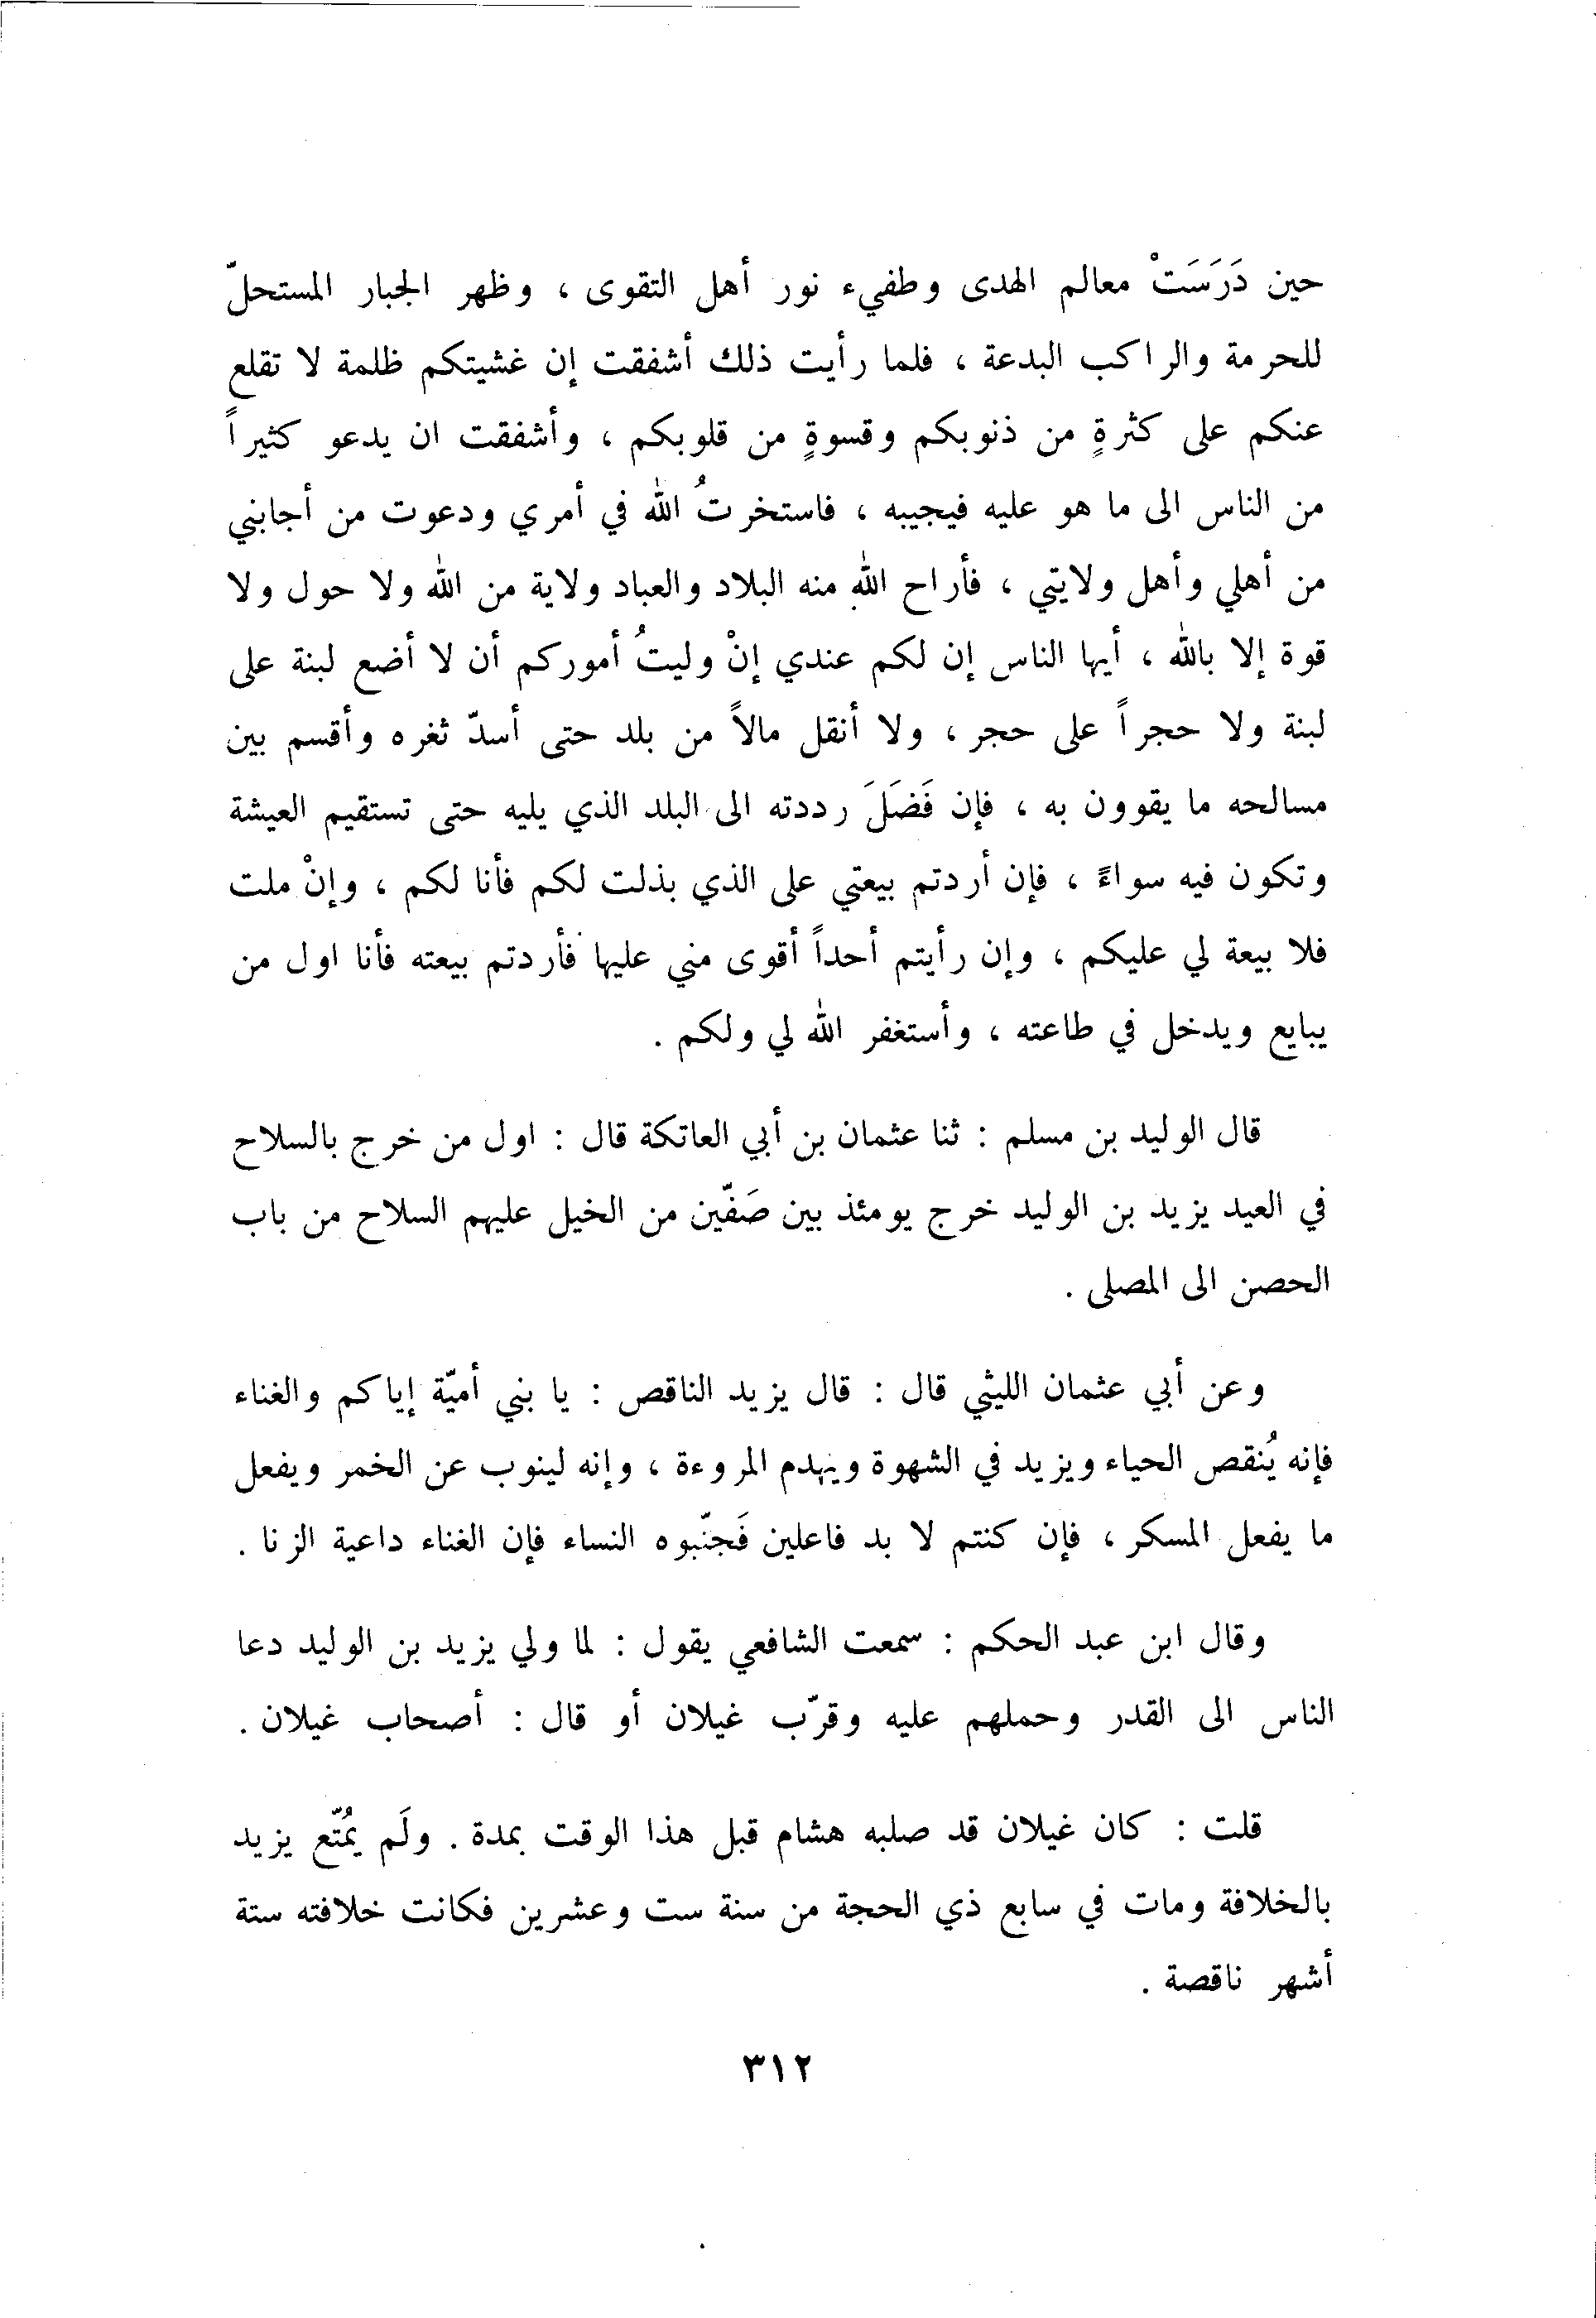 حين دَرَسَتْ معالم الهدى وطفيء نور أهل التقوى ، وظهر الجبار المستحلّ
للحرمة والراكب البدعة ، فلما رأيت ذلك أشفقت إن غشيتكم ظلمة لا تقلع
عنكم على كثرةٍ من ذنوبكم وقسوةٍ من قلوبكم ، وأشفقت ان يدعو كثيراً
من الناس الى ما هو عليه فيجيبه ، فاستخرتُ الله في أمري ودعوت من أجابني
من أهلي وأهل ولايتي ، فأراح الله منه البلاد والعباد ولاية من الله ولا حول ولا
قوة إلا بالله ، أيها الناس إن لكم عندي إنْ وليتُ أموركم أن لا أضع لبنة على
لبنة ولا حجراً على حجر ، ولا أنقل مالاً من بلد حتى أسدّ ثغره وأقسم بين
مسالحه ما يقوون به ، فإن فَضَلَ رددته الى البلد الذي يليه حتى تستقيم العيشة
وتكون فيه سواءً ، فإن أردتم بيعتي على الذي بذلت لكم فأنا لكم ، وإنْ ملت
فلا بيعة لي عليكم ، وإن رأيتم أحداً أقوى مني عليها فأردتم بيعته فأنا اول من
يبايع ويدخل في طاعته ، وأستغفر الله لي ولكم .
قال الوليد بن مسلم : ثنا عثمان بن أبي العاتكة قال : اول من خرج بالسلاح
في العيد يزيد بن الوليد خرج يومئذ بين صَفّين من الخيل عليهم السلاح من باب
الحصن الى المصلى .
وعن أبي عثمان الليثي قال : قال يزيد الناقص : يا بني أميّة إياكم والغناء
فإنه يُنقص الحياء ويزيد في الشهوة ويهدم المروءة ، وإنه لينوب عن الخمر ويفعل
ما يفعل المسكر ، فإن كنتم لا بد فاعلين فَجنّبوه النساء فإن الغناء داعية الزنا .
وقال ابن عبد الحكم : سمعت الشافعي يقول : لما ولي يزيد بن الوليد دعا
الناس الى القدر وحملهم عليه وقرّب غيلان أو قال : أصحاب غيلان .
قلت : كان غيلان قد صلبه هشام قبل هذا الوقت بمدة . ولَم يُمتّع يزيد
بالخلافة ومات في سابع ذي الحجة من سنة ست وعشرين فكانت خلافته ستة
أشهر ناقصة .
٣١٢